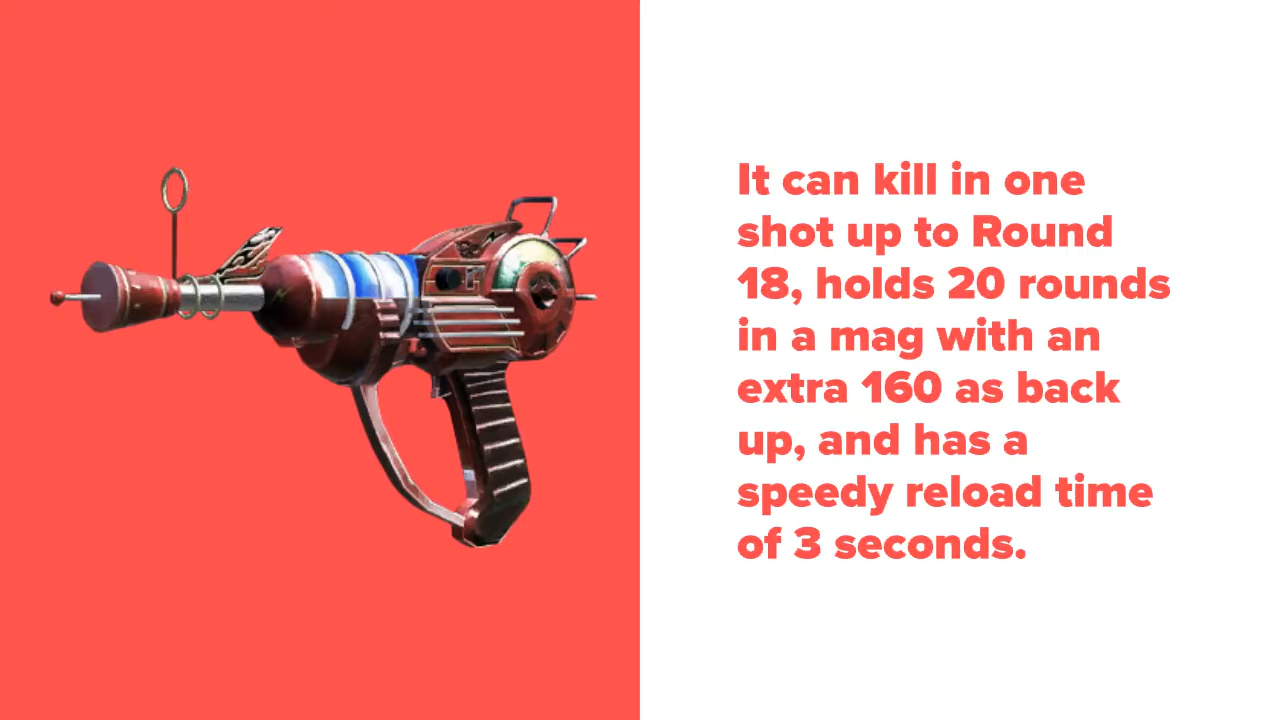 It can kill in one
shot up to Round
18, holds 20 rounds
in a mag with an
extra 160 as back
up, and has a
speedy reload time
of 3 seconds.